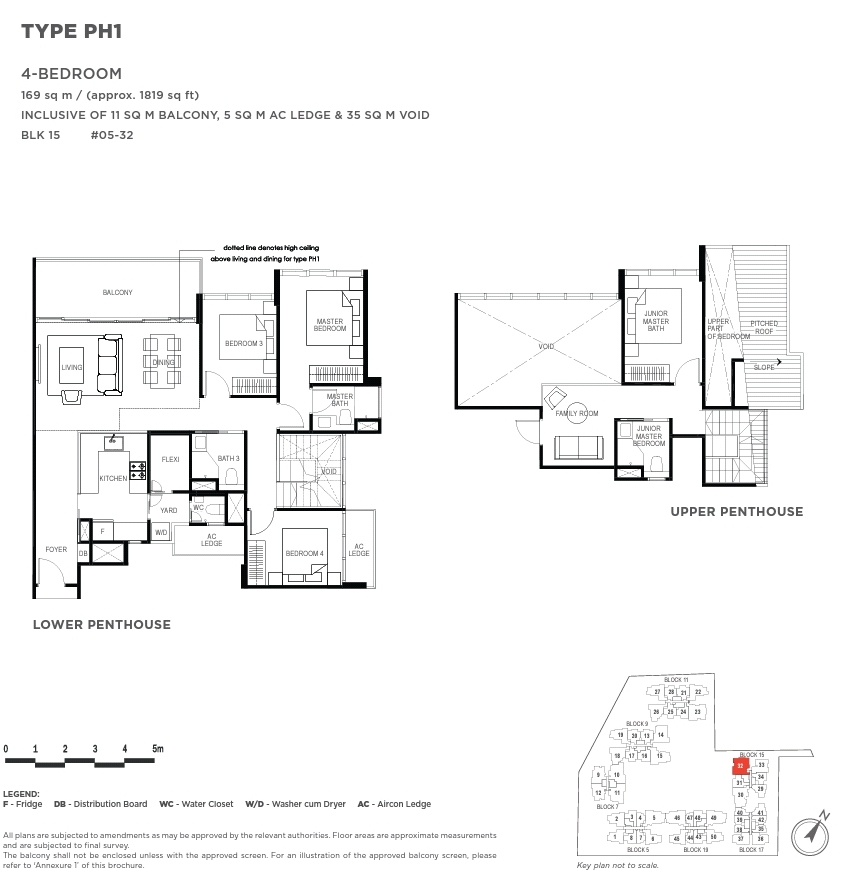 TYPE PH1
4-BEDROOM
169 sq m / (approx. 1819 sq ft)
INCLUSIVE OF 11 SQ M BALCONY, 5 SQ M AC LEDGE & 35 SQ M VOID
BLK 15 #05-32
dotted line denotes high ceiling
above living and dining for type PH1
BALCONY
MASTER
BEDROOM
BEDROOM 3
LIVING
DINING
MASTER
BATH
KITCHEN
FLEXI
BATH 3
VOID
YARD
WC
F
W/D
AC
LEDGE
FOYER
DB
BEDROOM 4
AC
LEDGE
LOWER PENTHOUSE
VOID
JUNIOR
MASTER
BATH
UPPER
PART
OF BEDROOM
PITCHED
ROOF
SLOPE
FAMILY ROOM
JUNIOR
MASTER
BEDROOM
UPPER PENTHOUSE
BLOCK 11
27 28 21 22
26 25 24 23
BLOCK 9
19 20 13 14
18 17 16 15
BLOCK 15
32 33
31 34
30 29
9 10
12 11
BLOCK 7
2 3 4 5
1 8 7 6
BLOCK 5
46 47 48 49
45 44 43 50
BLOCK 19
40 41
39 42
38 35
37 36
BLOCK 17
N
Key plan not to scale.
0 1 2 3 4 5m
LEGEND:
F - Fridge DB - Distribution Board WC - Water Closet W/D - Washer cum Dryer AC - Aircon Ledge
All plans are subjected to amendments as may be approved by the relevant authorities. Floor areas are approximate measurements
and are subjected to final survey.
The balcony shall not be enclosed unless with the approved screen. For an illustration of the approved balcony screen, please
refer to 'Annexure 1' of this brochure.